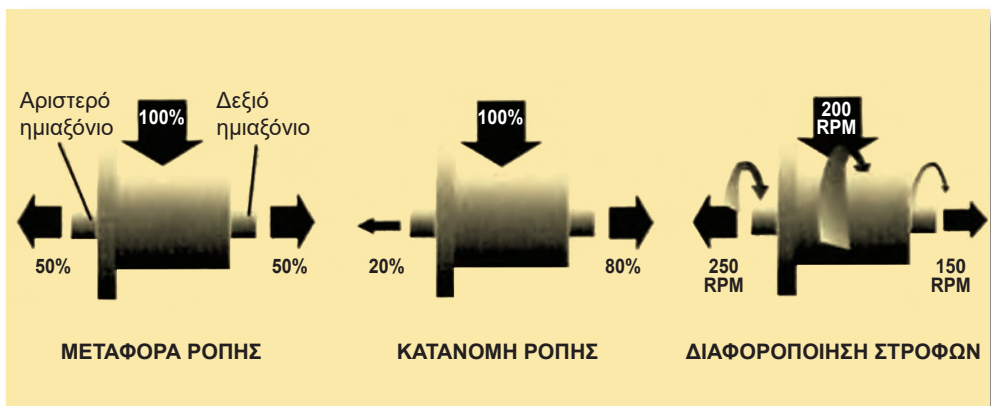 Αριστερό
ημιαξόνιο
100%
Δεξιό
ημιαξόνιο
50%
50%
ΜΕΤΑΦΟΡΑ ΡΟΠΗΣ
100%
20%
80%
ΚΑΤΑΝΟΜΗ ΡΟΠΗΣ
200
RPM
250
RPM
150
RPM
ΔΙΑΦΟΡΟΠΟΙΗΣΗ ΣΤΡΟΦΩΝ